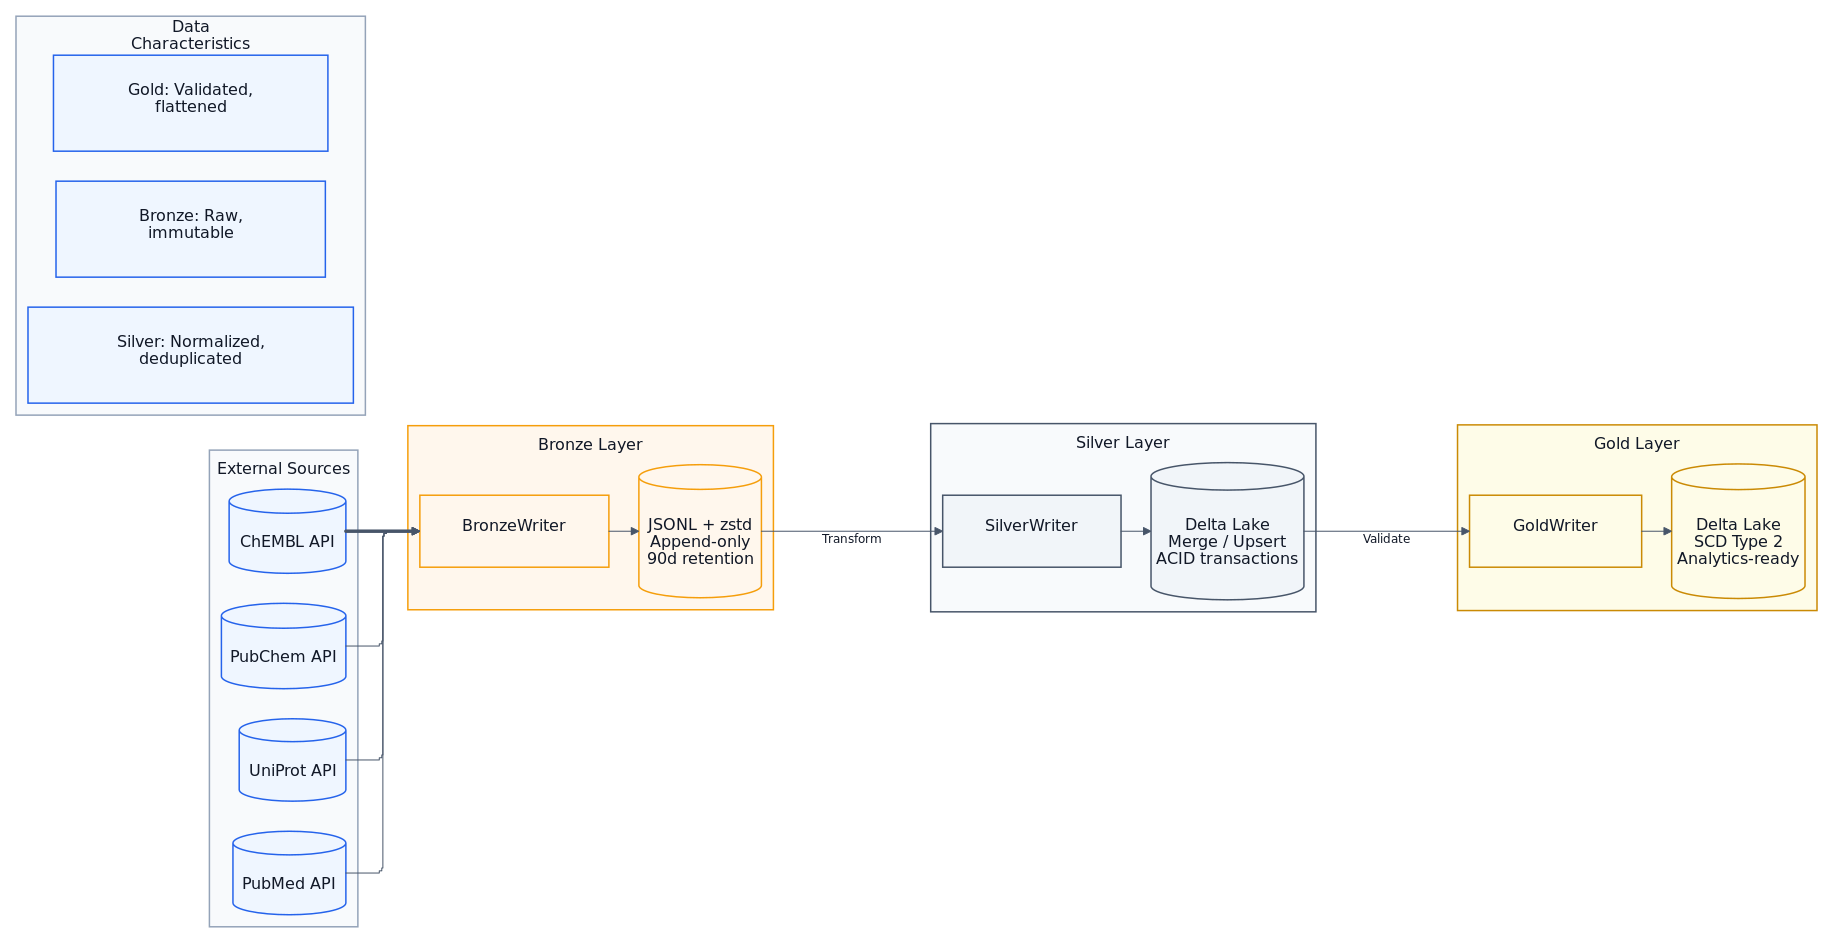 Data
Characteristics
Gold: Validated,
flattened
Bronze: Raw,
immutable
Silver: Normalized,
deduplicated
External Sources
ChEMBL API
PubChem API
UniProt API
PubMed API
Bronze Layer
BronzeWriter
JSONL + zstd
Append-only
90d retention
Transform
Silver Layer
SilverWriter
Delta Lake
Merge / Upsert
ACID transactions
Validate
Gold Layer
GoldWriter
Delta Lake
SCD Type 2
Analytics-ready